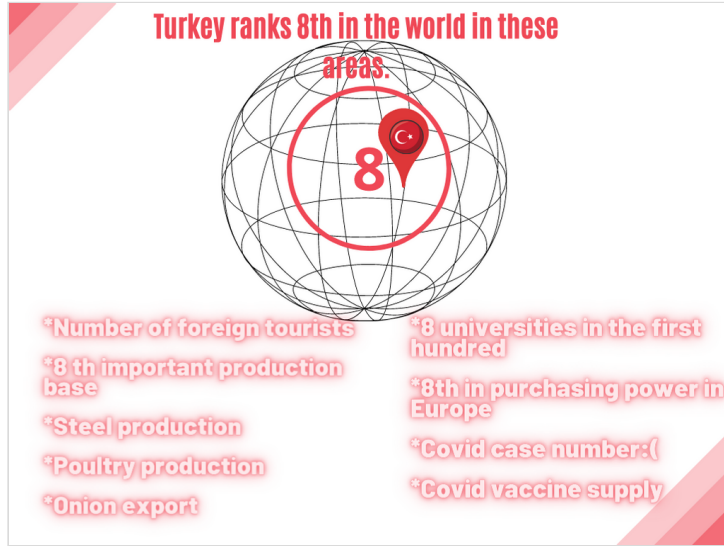 Turkey ranks 8th in the world in these
areas.
8
*Number of foreign tourists
*8 th important production
base
*Steel production
*Poultry production
*Onion export
*8 universities in the first
hundred
*8th in purchasing power in
Europe
*Covid case number:(
*Covid vaccine supply